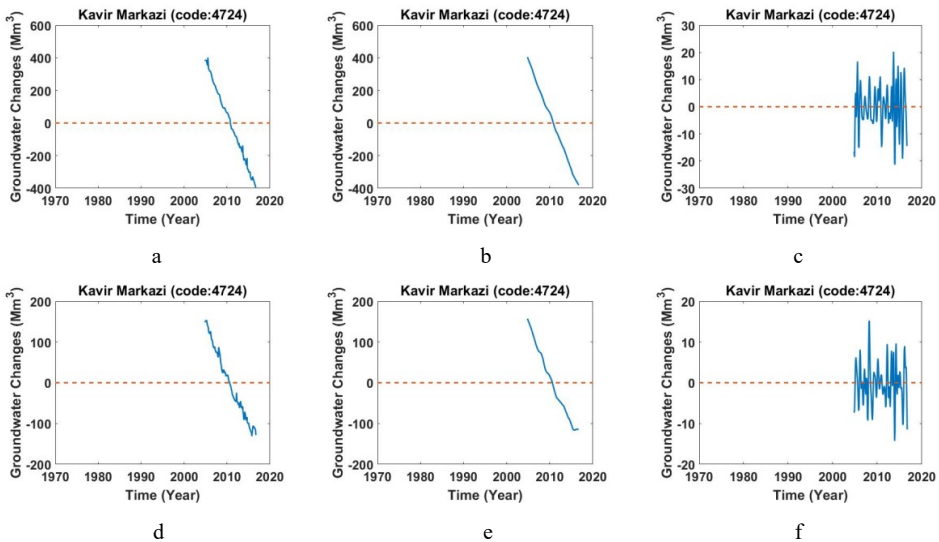 Kavir Markazi (code:4724)
Groundwater Changes (Mm³)
600
400
200
0
-200
-400
1970 1980 1990 2000 2010 2020
Time (Year)
a
Kavir Markazi (code:4724)
Groundwater Changes (Mm³)
600
400
200
0
-200
-400
1970 1980 1990 2000 2010 2020
Time (Year)
b
Kavir Markazi (code:4724)
Groundwater Changes (Mm³)
30
20
10
0
-10
-20
-30
1970 1980 1990 2000 2010 2020
Time (Year)
c
Kavir Markazi (code:4724)
Groundwater Changes (Mm³)
200
100
0
-100
-200
1970 1980 1990 2000 2010 2020
Time (Year)
d
Kavir Markazi (code:4724)
Groundwater Changes (Mm³)
200
100
0
-100
-200
1970 1980 1990 2000 2010 2020
Time (Year)
e
Kavir Markazi (code:4724)
Groundwater Changes (Mm³)
20
10
0
-10
-20
1970 1980 1990 2000 2010 2020
Time (Year)
f